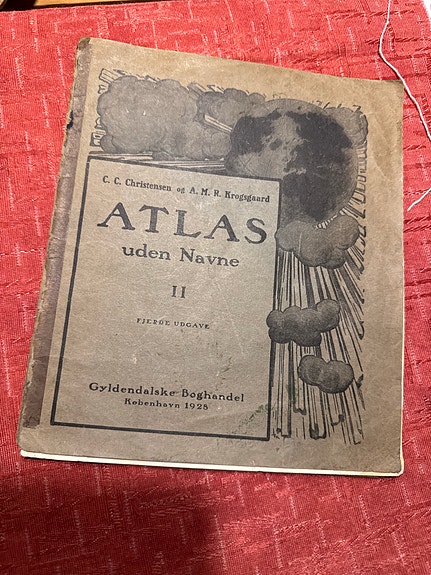 C. C. Christensen og A. M. R. Krogsgaard
ATLAS
uden Navne
II
FJERDE UDGAVE
Gyldendalske Boghandel
København 1928